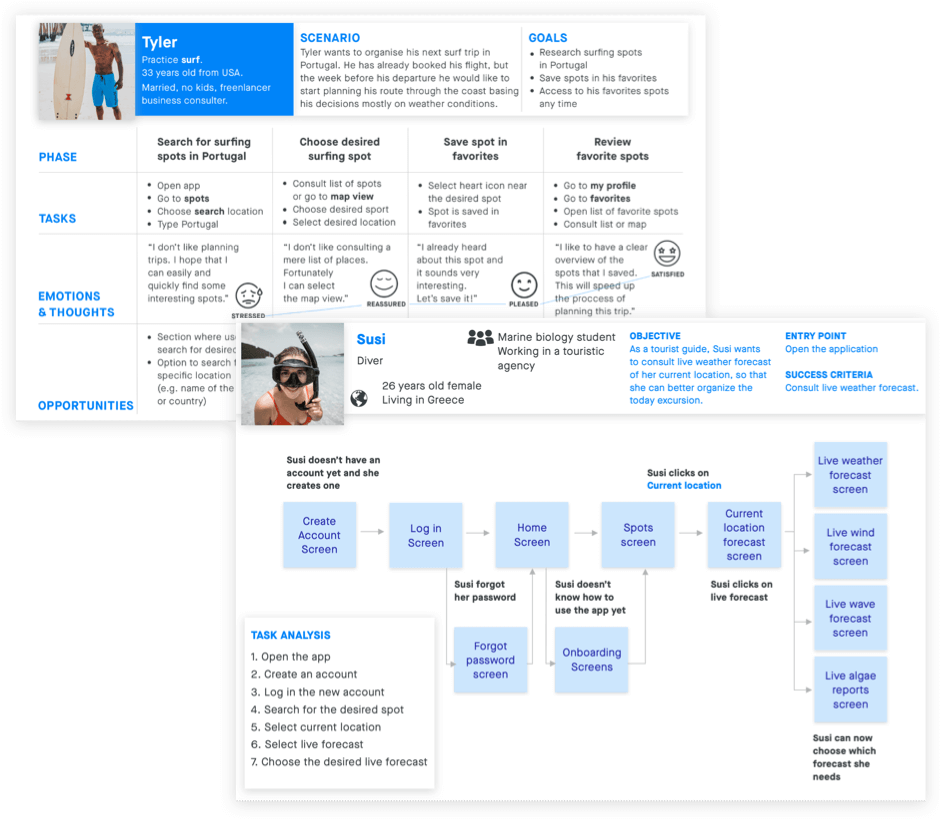 Tyler
Practice surf.
33 years old from USA.
Married, no kids, freenlancer
business consulter.
SCENARIO
Tyler wants to organise his next surf trip in
Portugal. He has already booked his flight, but
the week before his departure he would like to
start planning his route through the coast basing
his decisions mostly on weather conditions.
GOALS
• Research surfing spots
in Portugal
• Save spots in his favorites
• Access to his favorites spots
any time
PHASE
Search for surfing
spots in Portugal
Choose desired
surfing spot
Save spot in
favorites
Review
favorite spots
TASKS
• Open app
• Go to spots
• Choose search location
• Type Portugal
• Consult list of spots
or go to map view
• Choose desired sport
• Select desired location
• Select heart icon near
the desired spot
• Spot is saved in
favorites
• Go to my profile
• Go to favorites
• Open list of favorite spots
• Consult list or map
EMOTIONS
& THOUGHTS
“I don't like planning
trips. I hope that I
can easily and
quickly find some
interesting spots.”
STRESSED
“I don't like consulting a
mere list of places.
Fortunately
I can select
the map view.”
REASSURED
“I already heard
about this spot and
it sounds very
interesting.
Let's save it!”
PLEASED
“I like to have a clear
overview of the
spots that I saved.
This will speed up
the proccess of
planning this trip.”
SATISFIED
OPPORTUNITIES
• Section where
search for desired
• Option to search
specific location
(e.g. name of the
or country)
Susi
Diver
26 years old female
Living in Greece
Marine biology student
Working in a touristic
agency
OBJECTIVE
As a tourist guide, Susi wants
to consult live weather forecast
of her current location, so that
she can better organize the
today excursion.
ENTRY POINT
Open the application
SUCCESS CRITERIA
Consult live weather forecast.
Susi doesn't have an
account yet and she
creates one
Create
Account
Screen
Log in
Screen
Home
Screen
Spots
screen
Susi clicks on
Current location
Current
location
forecast
screen
Susi clicks on
live forecast
Susi forgot
her password
Forgot
password
screen
Susi doesn't
know how to
use the app yet
Onboarding
Screens
Live weather
forecast
screen
Live wind
forecast
screen
Live wave
forecast
screen
Live algae
reports
screen
Susi can now
choose which
forecast she
needs
TASK ANALYSIS
1. Open the app
2. Create an account
3. Log in the new account
4. Search for the desired spot
5. Select current location
6. Select live forecast
7. Choose the desired live forecast